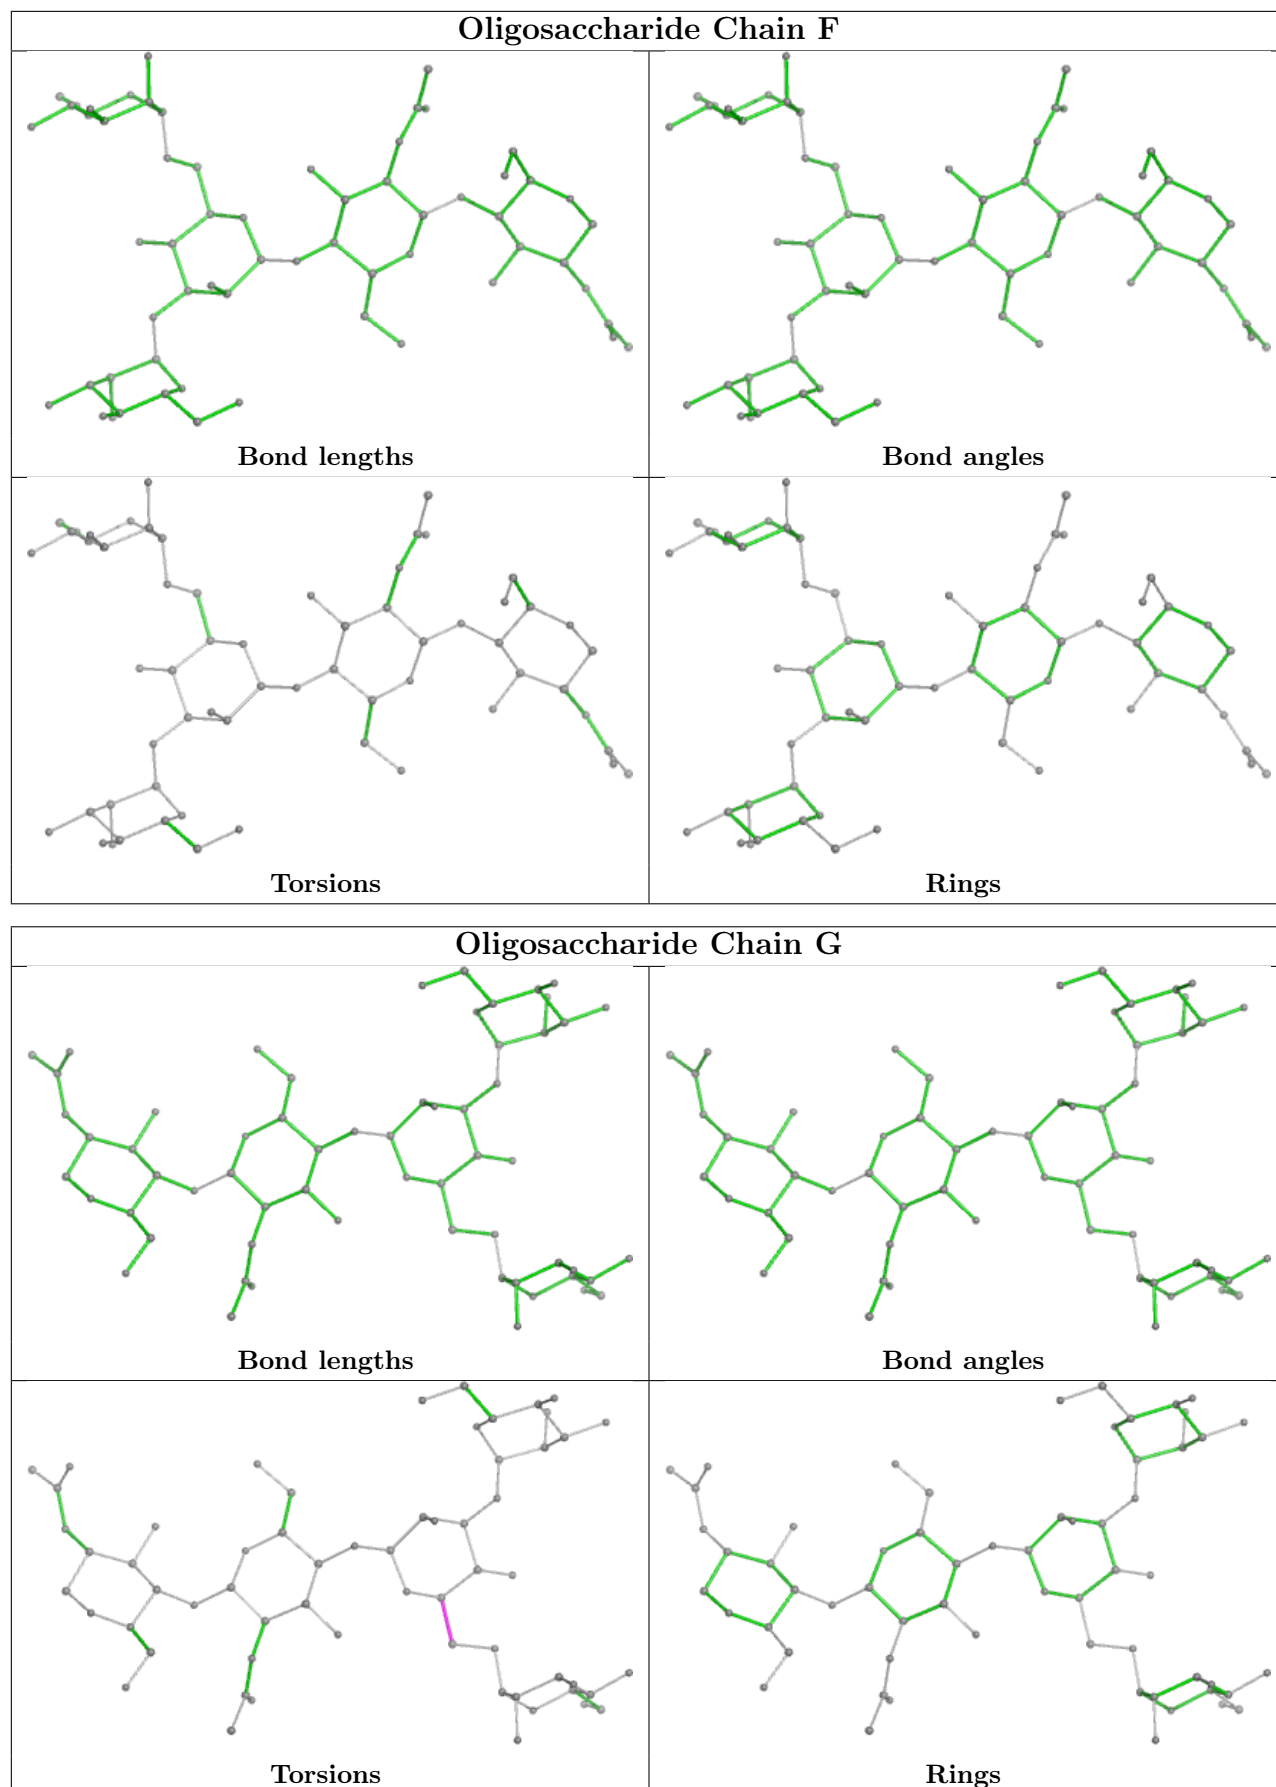 Oligosaccharide Chain F
Bond lengths
Bond angles
Torsions
Rings
Oligosaccharide Chain G
Bond lengths
Bond angles
Torsions
Rings